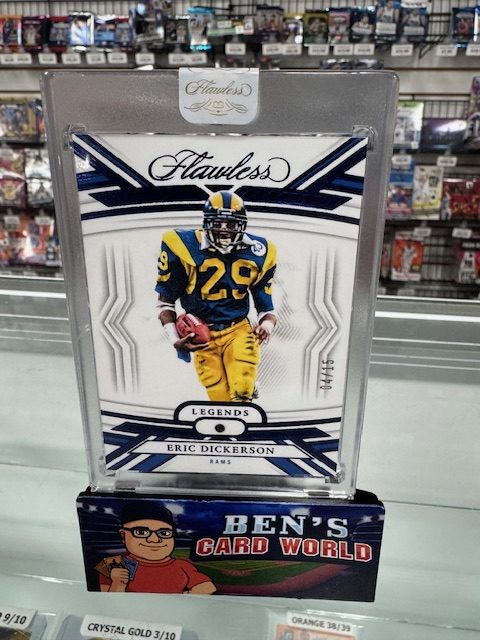 Flawless
Flawless
29
29
04/15
LEGENDS
ERIC DICKERSON
RAMS
BEN'S
CARD WORLD
9/10
CRYSTAL GOLD 3/10
ORANGE 38/39